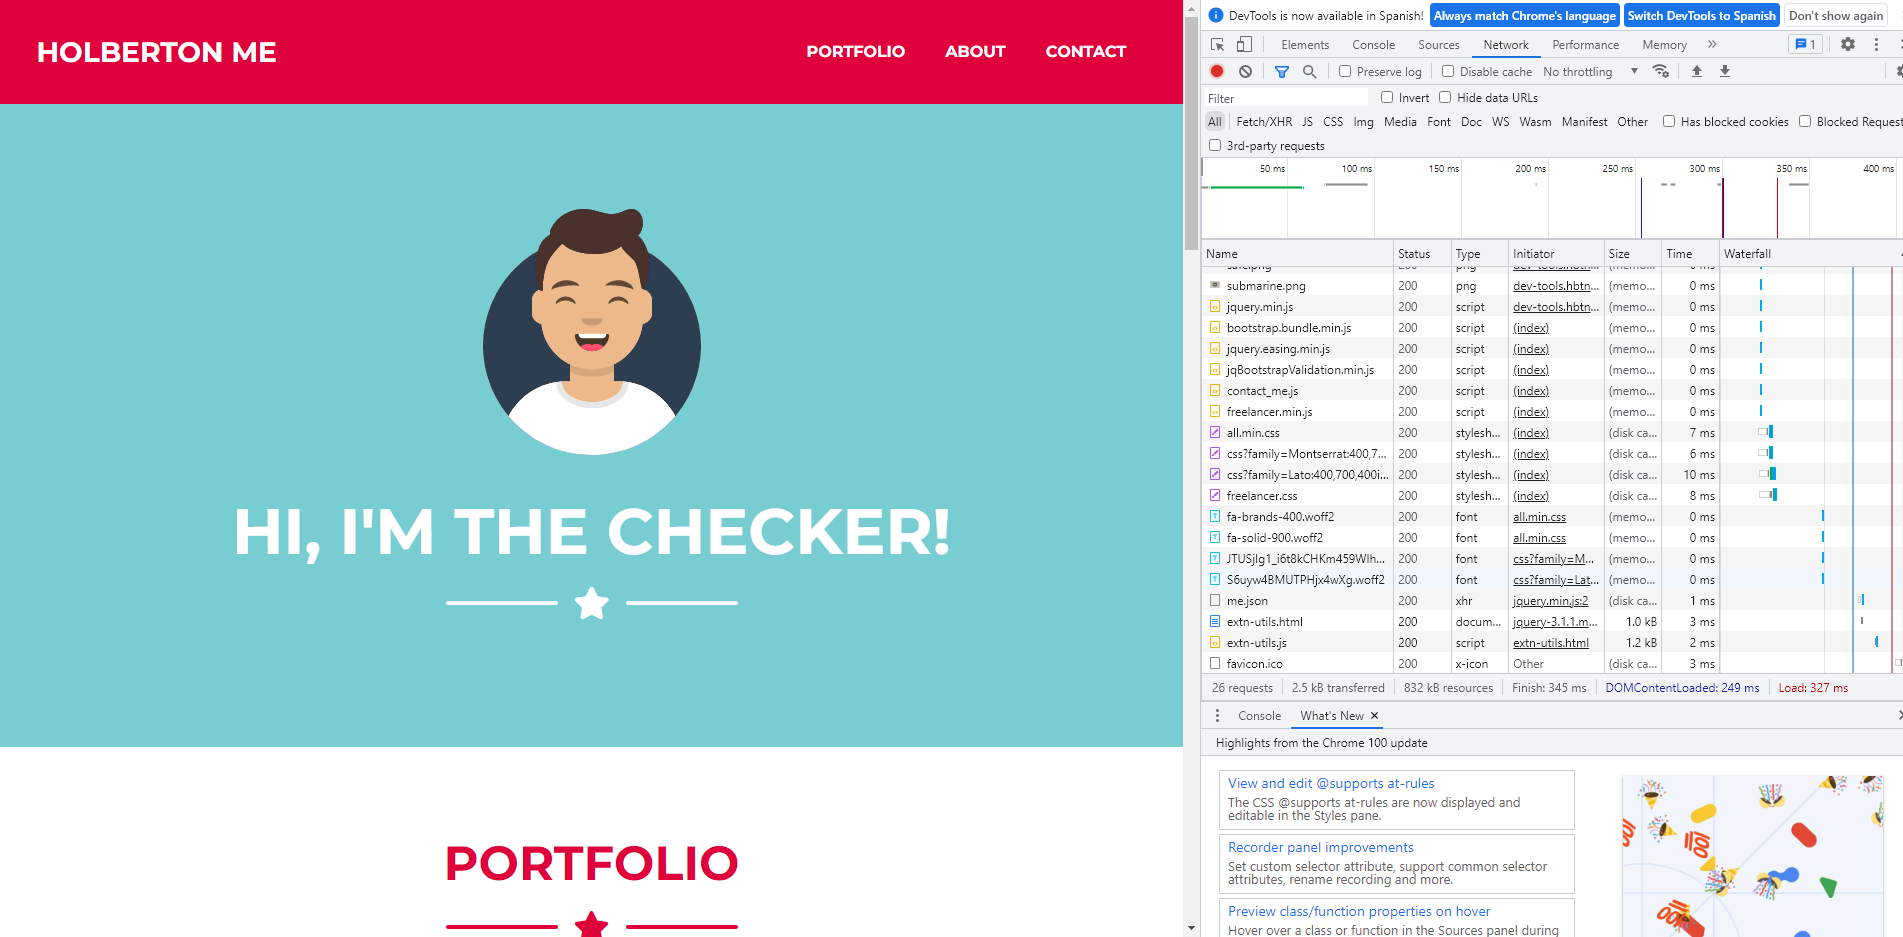 HOLBERTON ME
PORTFOLIO ABOUT CONTACT
HI, I'M THE CHECKER!
PORTFOLIO
DevTools is now available in Spanish! Always match Chrome's language Switch DevTools to Spanish Don't show again
Elements Console Sources Network Performance Memory » 1
Preserve log Disable cache No throttling
Filter Invert Hide data URLs
All Fetch/XHR JS CSS Img Media Font Doc WS Wasm Manifest Other Has blocked cookies Blocked Request
3rd-party requests
50 ms 100 ms 150 ms 200 ms 250 ms 300 ms 350 ms 400 ms
Name Status Type Initiator Size Time Waterfall
submarine.png 200 png dev-tools.hbtn... (memo... 0 ms
jquery.min.js 200 script dev-tools.hbtn... (memo... 0 ms
bootstrap.bundle.min.js 200 script (index) (memo... 0 ms
jquery.easing.min.js 200 script (index) (memo... 0 ms
jqBootstrapValidation.min.js 200 script (index) (memo... 0 ms
contact_me.js 200 script (index) (memo... 0 ms
freelancer.min.js 200 script (index) (memo... 0 ms
all.min.css 200 stylesh... (index) (disk ca... 7 ms
css?family=Montserrat:400,7... 200 stylesh... (index) (disk ca... 6 ms
css?family=Lato:400,700,400i... 200 stylesh... (index) (disk ca... 10 ms
freelancer.css 200 stylesh... (index) (disk ca... 8 ms
fa-brands-400.woff2 200 font all.min.css (memo... 0 ms
fa-solid-900.woff2 200 font all.min.css (memo... 0 ms
JTUSjIg1_i6t8kCHKm459Wlh... 200 font css?family=M... (memo... 0 ms
S6uyw4BMUTPHjx4wXg.woff2 200 font css?family=Lat... (memo... 0 ms
me.json 200 xhr jquery.min.js:2 (disk ca... 1 ms
extn-utils.html 200 docum... jquery-3.1.1.m... 1.0 kB 3 ms
extn-utils.js 200 script extn-utils.html 1.2 kB 2 ms
favicon.ico 200 x-icon Other (disk ca... 3 ms
26 requests 2.5 kB transferred 832 kB resources Finish: 345 ms DOMContentLoaded: 249 ms Load: 327 ms
Console What's New ×
Highlights from the Chrome 100 update
View and edit @supports at-rules
The CSS @supports at-rules are now displayed and
editable in the Styles pane.
Recorder panel improvements
Set custom selector attribute, support common selector
attributes, rename recording and more.
Preview class/function properties on hover
Hover over a class or function in the Sources panel during